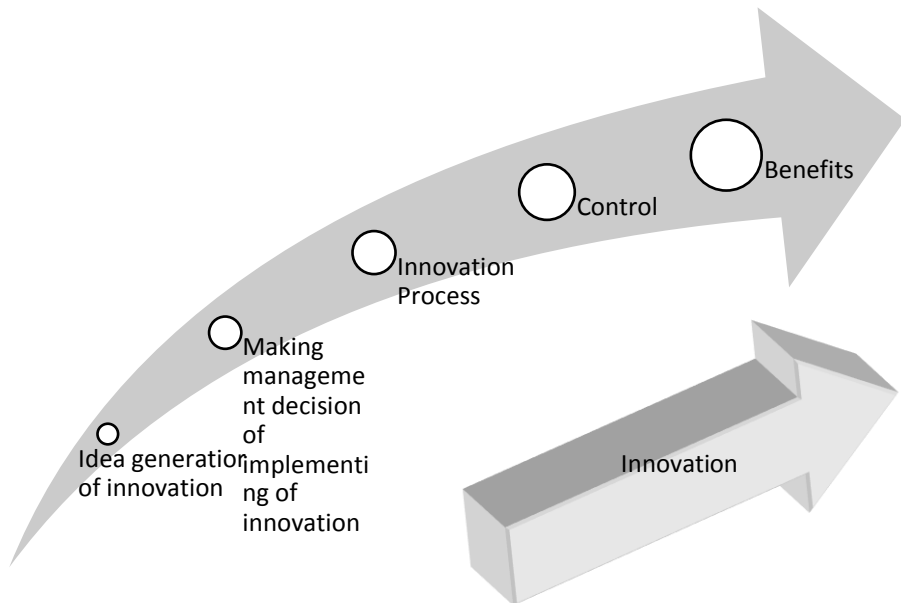 Benefits
Control
Innovation
Process
Making
manageme
nt decision
of
implementi
ng of
innovation
Idea generation
of innovation
Innovation